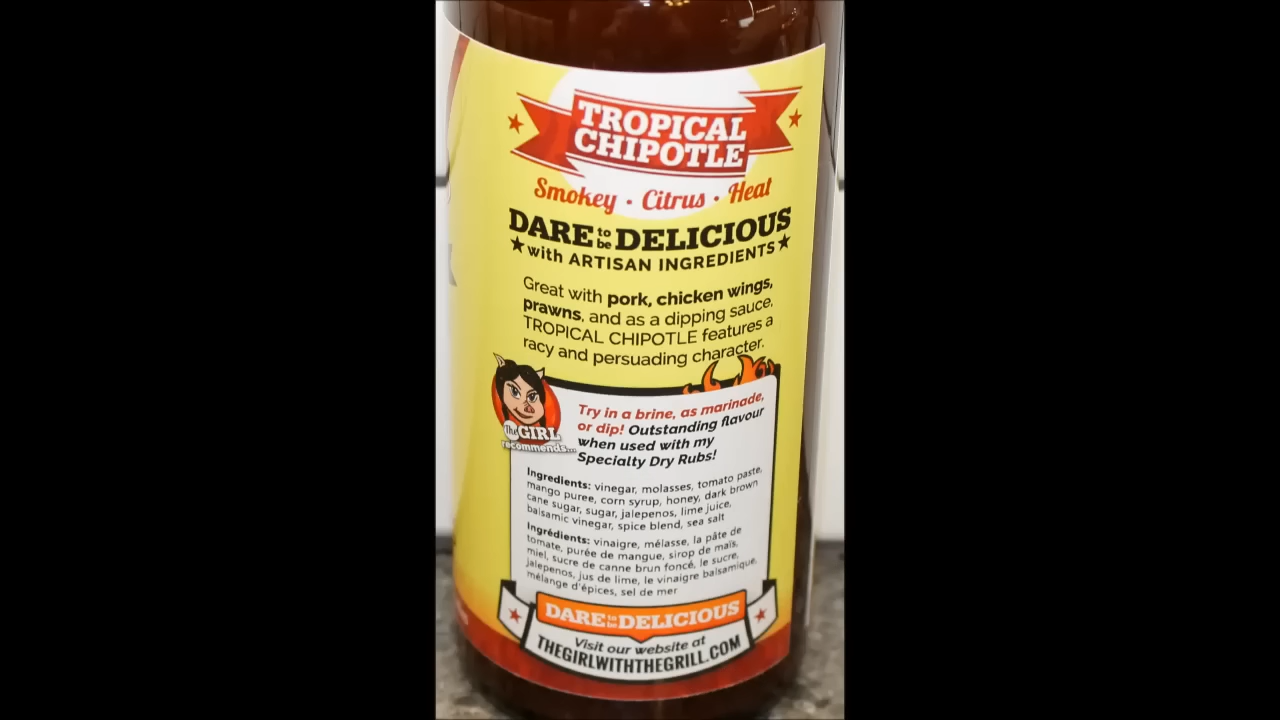 TROPICAL
CHIPOTLE
Smokey • Citrus • Heat
DARE to be DELICIOUS
with ARTISAN INGREDIENTS
Great with pork, chicken wings,
prawns, and as a dipping sauce.
TROPICAL CHIPOTLE features a
racy and persuading character.
The GIRL
recommends...
Try in a brine, as marinade,
or dip! Outstanding flavour
when used with my
Specialty Dry Rubs!
Ingredients: vinegar, molasses, tomato paste,
mango puree, corn syrup, honey, dark brown
cane sugar, sugar, jalepenos, lime juice,
balsamic vinegar, spice blend, sea salt
Ingrédients: vinaigre, mélasse, la pâte de
tomate, purée de mangue, sirop de maïs,
miel, sucre de canne brun foncé, le sucre,
jalepenos, jus de lime, le vinaigre balsamique,
mélange d'épices, sel de mer
DARE to be DELICIOUS
Visit our website at
THEGIRLWITHTHEGRILL.COM